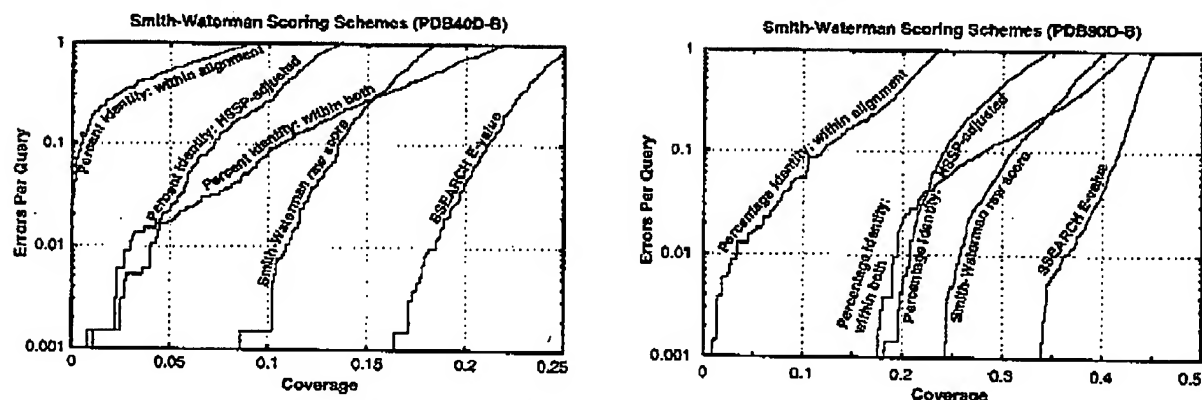 Smith-Waterman Scoring Schemes (PDB40D-B)
Errors Per Query
1
0.1
0.01
0.001
Percent Identity: within alignment
Percent Identity: within alignment
Percent Identity: HSSP-adjusted
Percent Identity: within both
Smith-Waterman raw score
SSEARCH E-value
0
0.05
0.1
0.15
0.2
0.25
Coverage
Smith-Waterman Scoring Schemes (PDB90D-B)
Errors Per Query
1
0.1
0.01
0.001
Percentage Identity: within alignment
Percentage Identity:
within both
Percentage Identity: HSSP-adjusted
Smith-Waterman raw score
SSEARCH E-value
0
0.1
0.2
0.3
0.4
0.5
Coverage